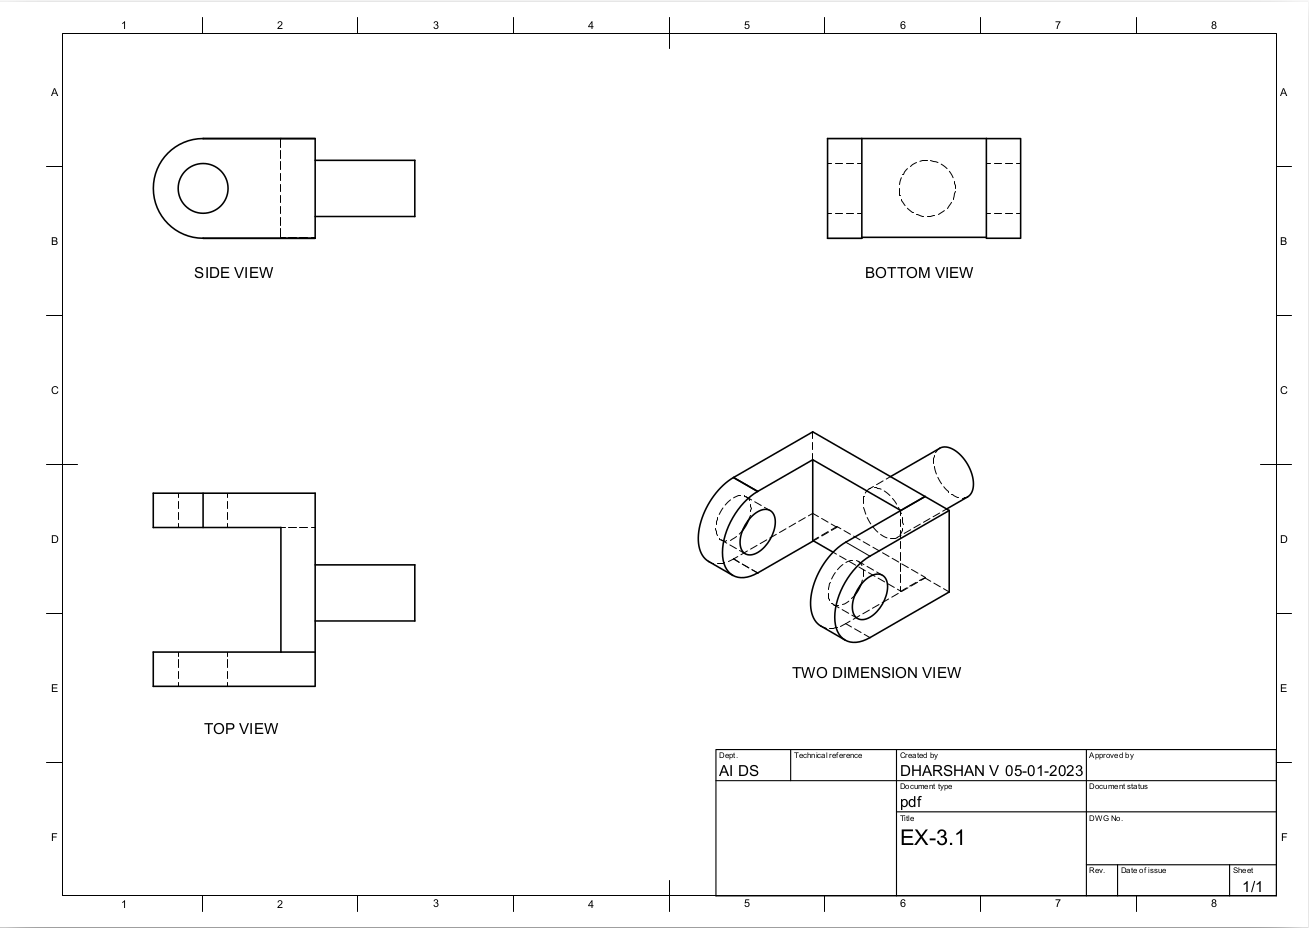 1 2 3 4 5 6 7 8
A A
SIDE VIEW BOTTOM VIEW
B B
C C
D D
TWO DIMENSION VIEW
E E
TOP VIEW
Dept. Technical reference Created by Approved by
AI DS DHARSHAN V 05-01-2023
Document type Document status
pdf
Title DWG No.
EX-3.1
F F
Rev. Date of issue Sheet
1/1
1 2 3 4 5 6 7 8